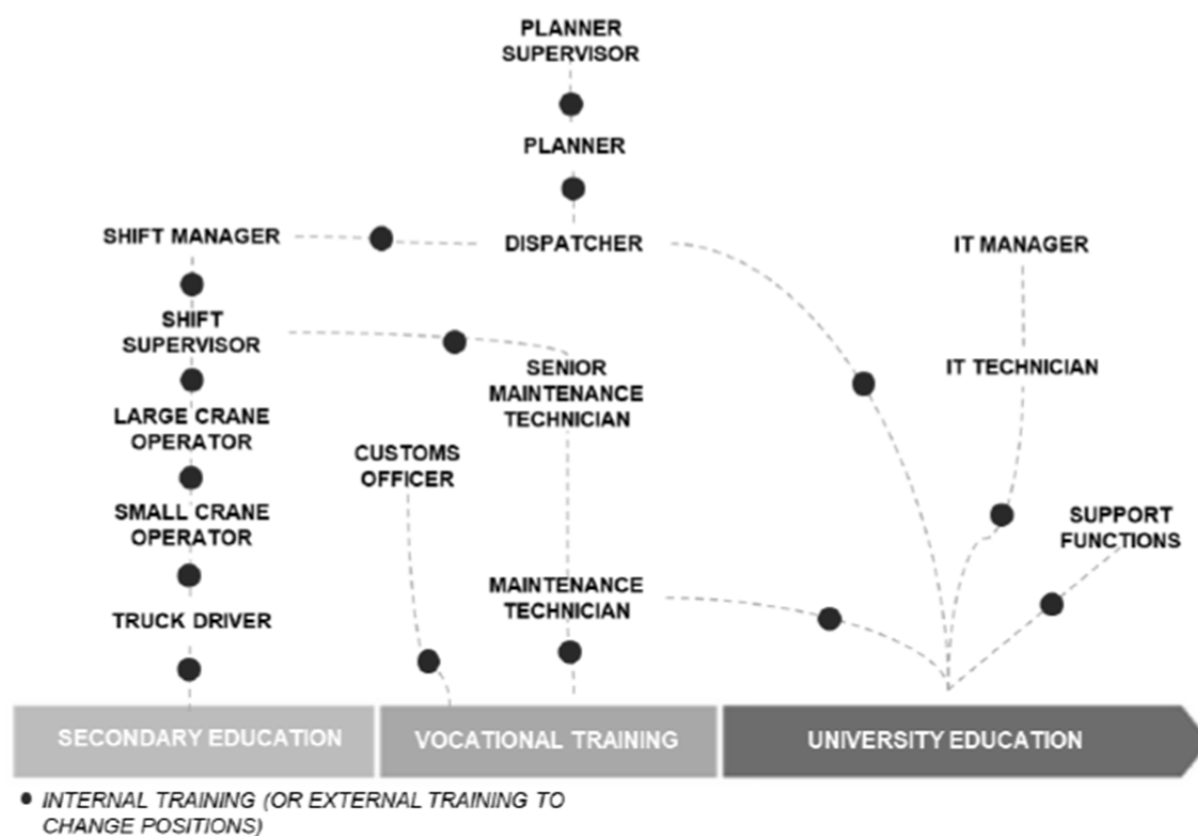 PLANNER
SUPERVISOR
PLANNER
SHIFT MANAGER
DISPATCHER
IT MANAGER
SHIFT
SUPERVISOR
SENIOR
MAINTENANCE
TECHNICIAN
IT TECHNICIAN
LARGE CRANE
OPERATOR
CUSTOMS
OFFICER
SMALL CRANE
OPERATOR
SUPPORT
FUNCTIONS
MAINTENANCE
TECHNICIAN
TRUCK DRIVER
SECONDARY EDUCATION
VOCATIONAL TRAINING
UNIVERSITY EDUCATION
• INTERNAL TRAINING (OR EXTERNAL TRAINING TO
CHANGE POSITIONS)